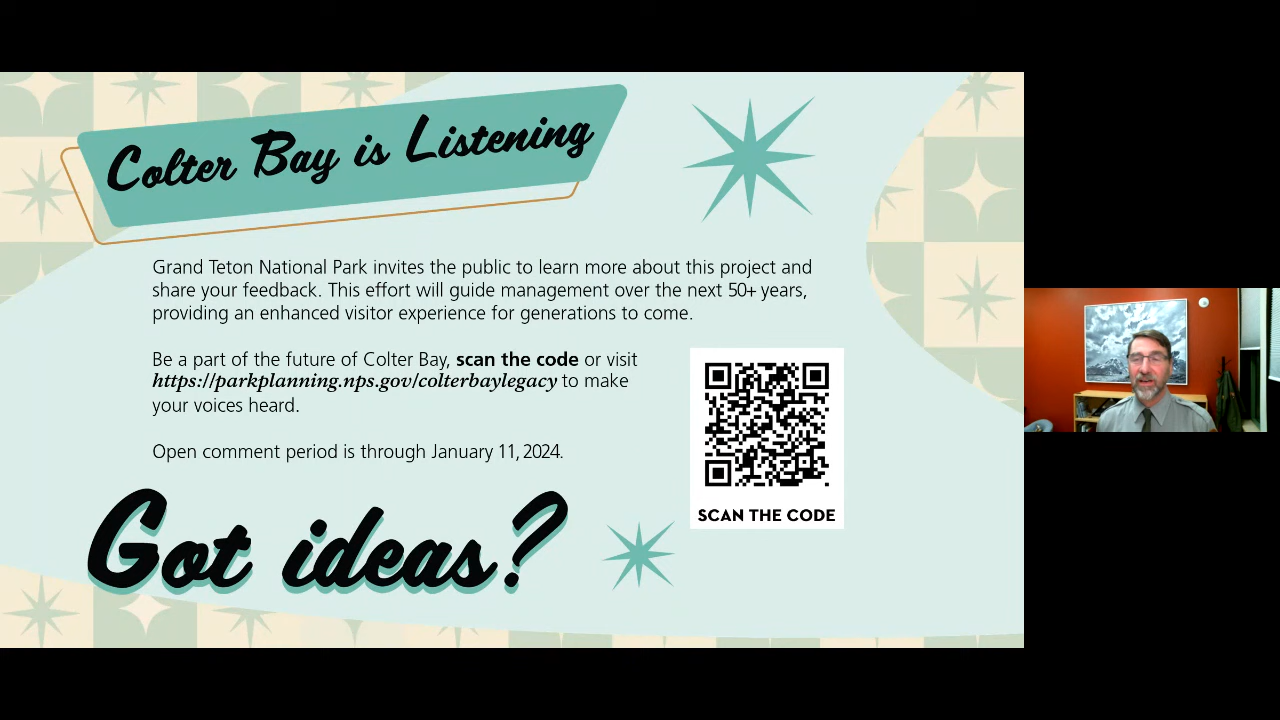 Colter Bay is Listening
Grand Teton National Park invites the public to learn more about this project and
share your feedback. This effort will guide management over the next 50+ years,
providing an enhanced visitor experience for generations to come.
Be a part of the future of Colter Bay, scan the code or visit
https://parkplanning.nps.gov/colterbaylegacy to make
your voices heard.
Open comment period is through January 11, 2024.
SCAN THE CODE
Got ideas?